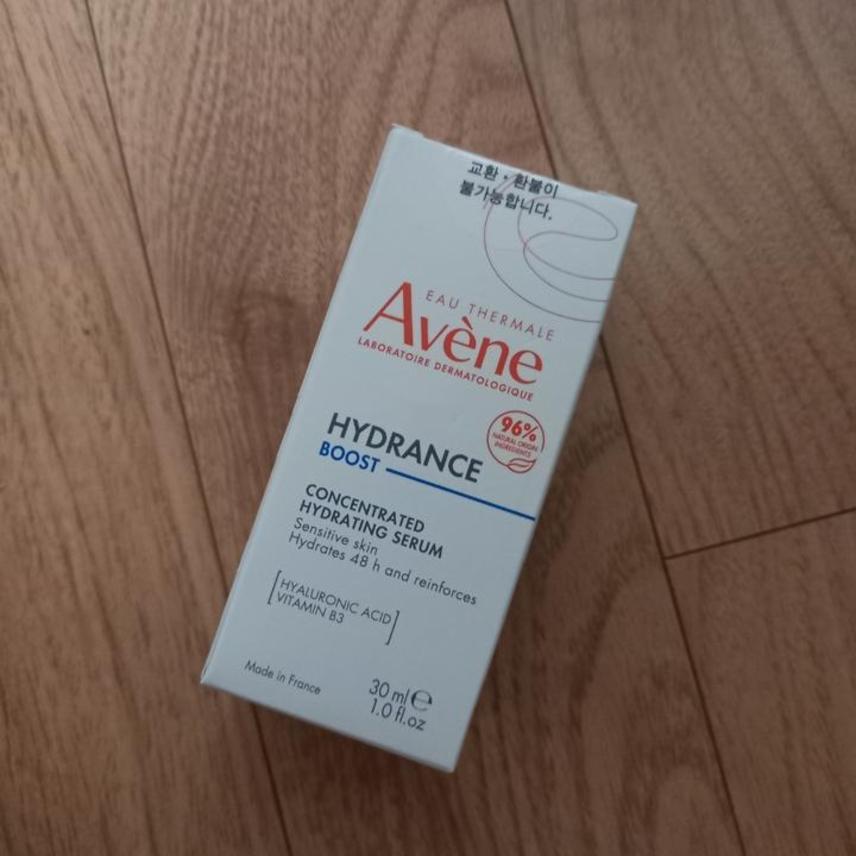 교환·환불이
불가능합니다.
EAU THERMALE
Avène
LABORATOIRE DERMATOLOGIQUE
96%
NATURAL ORIGIN
INGREDIENTS
HYDRANCE
BOOST
CONCENTRATED
HYDRATING SERUM
Sensitive skin
Hydrates 48 h and reinforces
[HYALURONIC ACID
VITAMIN B3]
Made in France
30 ml ℮
1.0 fl.oz